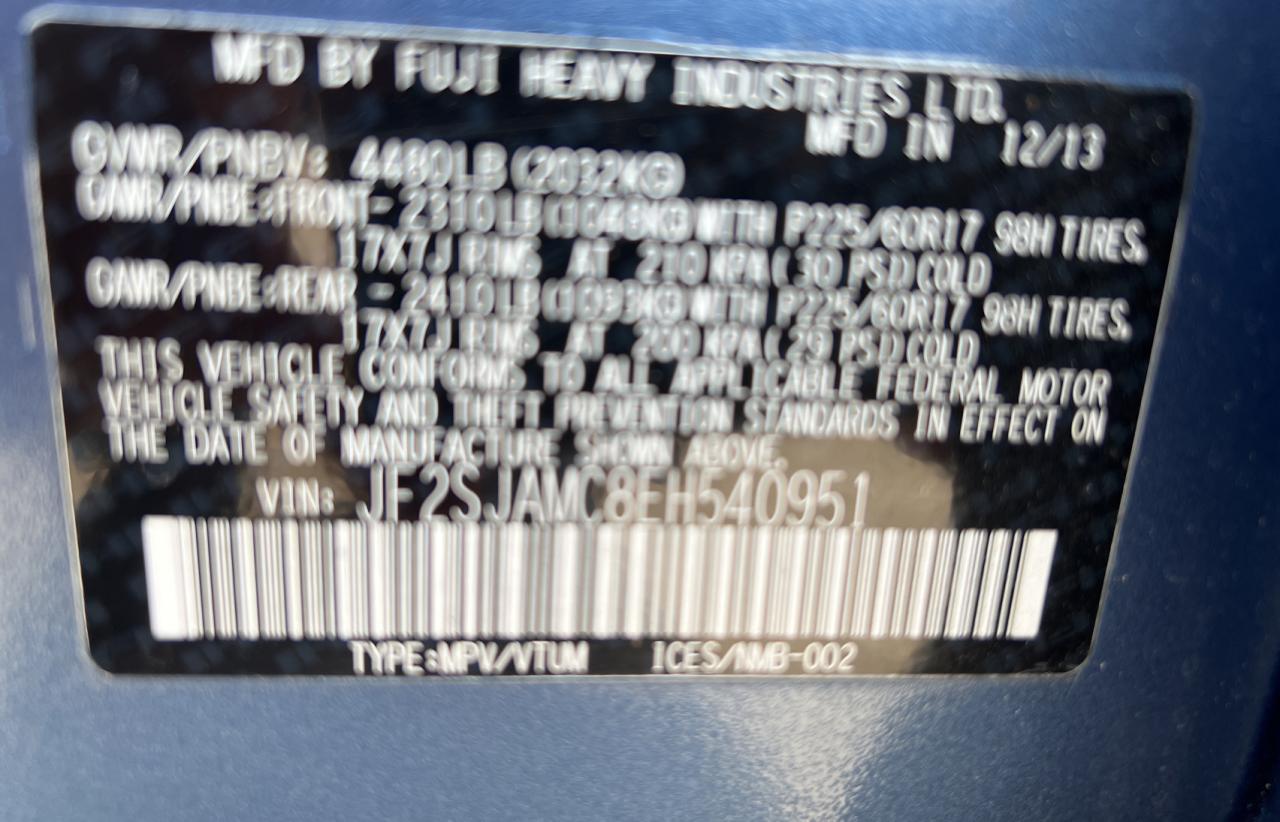 MFD BY FUJI HEAVY INDUSTRIES LTD.
MFD IN 12/13
GVWR/PNBV: 4480LB (2032KG)
GAWR/PNBE:FRONT- 2310LB (1048KG) WITH P225/60R17 98H TIRES,
17X7J RIMS AT 210 KPA ( 30 PSI) COLD
GAWR/PNBE:REAR - 2410LB (1093KG) WITH P225/60R17 98H TIRES,
17X7J RIMS AT 200 KPA ( 29 PSI) COLD
THIS VEHICLE CONFORMS TO ALL APPLICABLE FEDERAL MOTOR
VEHICLE SAFETY AND THEFT PREVENTION STANDARDS IN EFFECT ON
THE DATE OF MANUFACTURE SHOWN ABOVE.
VIN: JF2SJAMC8EH540951
TYPE:MPV/VTUM ICES/NMB-002